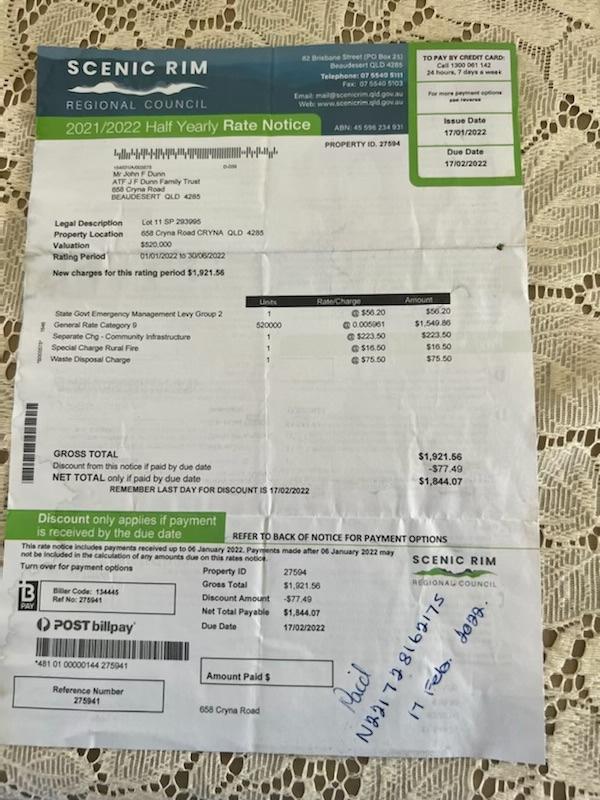 SCENIC RIM
REGIONAL COUNCIL
82 Brisbane Street (PO Box 21)
Beaudesert QLD 4285
Telephone: 07 5540 5111
Fax: 07 5540 5103
Email: mail@scenicrim.qld.gov.au
Web: www.scenicrim.qld.gov.au
2021/2022 Half Yearly Rate Notice
ABN: 45 596 234 931
TO PAY BY CREDIT CARD:
Call 1300 061 142
24 hours, 7 days a week
For more payment options
see reverse
Issue Date
17/01/2022
Due Date
17/02/2022
PROPERTY ID. 27594
Mr John F Dunn
ATF J F Dunn Family Trust
658 Cryna Road
BEAUDESERT QLD 4285
Legal Description Lot 11 SP 293995
Property Location 658 Cryna Road CRYNA QLD 4285
Valuation $520,000
Rating Period 01/01/2022 to 30/06/2022
New charges for this rating period $1,921.56
Units Rate/Charge Amount
State Govt Emergency Management Levy Group 2 1 @ $56.20 $56.20
General Rate Category 9 520000 @ 0.005961 $1,549.86
Separate Chg - Community Infrastructure 1 @ $223.50 $223.50
Special Charge Rural Fire 1 @ $16.50 $16.50
Waste Disposal Charge 1 @ $75.50 $75.50
GROSS TOTAL $1,921.56
Discount from this notice if paid by due date -$77.49
NET TOTAL only if paid by due date $1,844.07
REMEMBER LAST DAY FOR DISCOUNT IS 17/02/2022
Discount only applies if payment
is received by the due date
REFER TO BACK OF NOTICE FOR PAYMENT OPTIONS
This rate notice includes payments received up to 06 January 2022. Payments made after 06 January 2022 may
not be included in the calculation of any amounts due on this rates notice.
Turn over for payment options
SCENIC RIM
REGIONAL COUNCIL
B
PAY
Biller Code: 134445
Ref No: 275941
Property ID 27594
Gross Total $1,921.56
Discount Amount -$77.49
Net Total Payable $1,844.07
Due Date 17/02/2022
POST billpay
*481 01 00000144 275941
Reference Number
275941
Amount Paid $
658 Cryna Road
Paid
N221728162175
17 Feb. 2022.